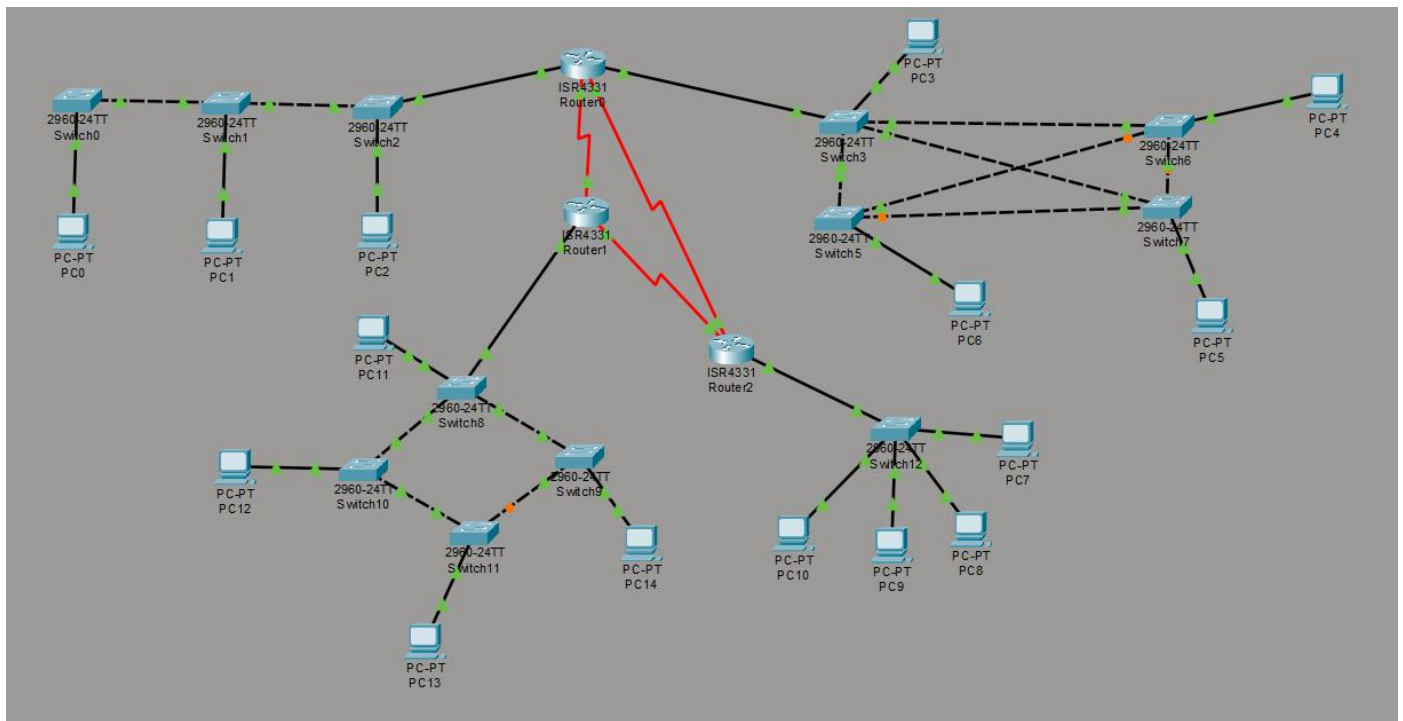 PC-PT
PC3
ISR4331
Router0
2960-24TT
Switch0
2960-24TT
Switch1
2960-24TT
Switch2
2960-24TT
Switch3
2960-24TT
Switch6
PC-PT
PC4
ISR4331
Router1
PC-PT
PC0
PC-PT
PC1
PC-PT
PC2
2960-24TT
Switch5
2960-24TT
Switch7
PC-PT
PC6
PC-PT
PC5
PC-PT
PC11
ISR4331
Router2
2960-24TT
Switch8
2960-24TT
Switch12
PC-PT
PC7
PC-PT
PC12
2960-24TT
Switch10
2960-24TT
Switch9
2960-24TT
Switch11
PC-PT
PC14
PC-PT
PC10
PC-PT
PC9
PC-PT
PC8
PC-PT
PC13